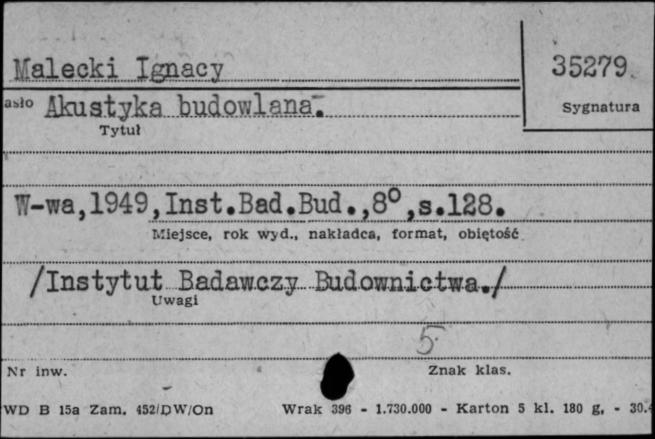 Malecki Ignacy
35279
asło Akustyka budowlana.
Sygnatura
Tytuł
W-wa,1949,Inst.Bad.Bud.,8°,s.128.
Miejsce, rok wyd., nakładca, format, objętość
/Instytut Badawczy Budownictwa./
Uwagi
5
Nr inw.
Znak klas.
WD B 15a Zam. 452/DW/On Wrak 396 - 1.730.000 - Karton 5 kl. 180 g. - 30.